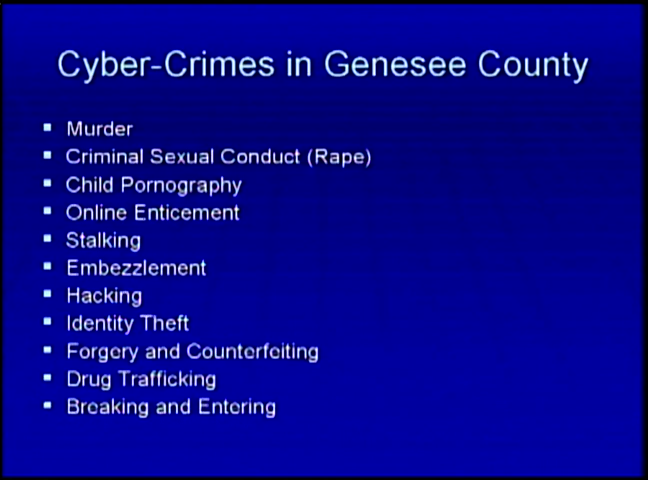 Cyber-Crimes in Genesee County
Murder
Criminal Sexual Conduct (Rape)
Child Pornography
Online Enticement
Stalking
Embezzlement
Hacking
Identity Theft
Forgery and Counterfeiting
Drug Trafficking
Breaking and Entering